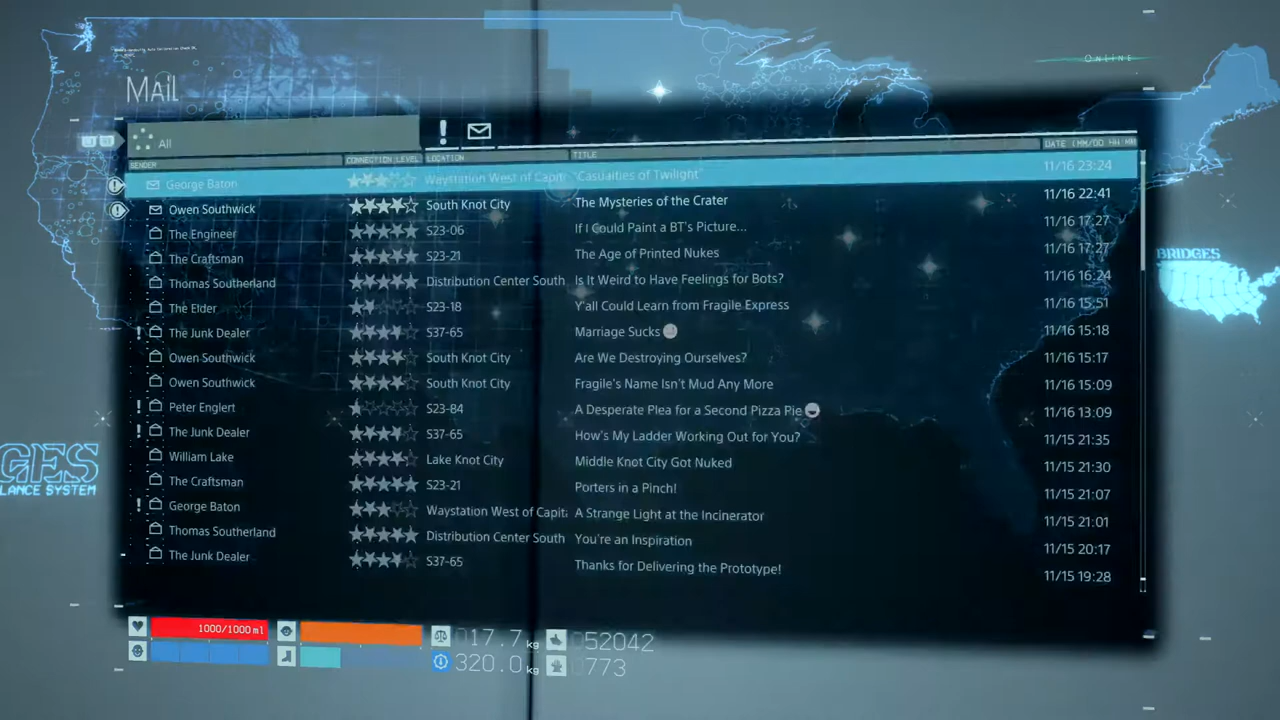 MaiL
OnLine
All
SENDER CONNECTION LEVEL LOCATION TITLE DATE (MM/DD HH:MM)
George Baton Waystation West of Capit "Casualties of Twilight" 11/16 23:24
Owen Southwick South Knot City The Mysteries of the Crater 11/16 22:41
The Engineer S23-06 If I Could Paint a BT's Picture... 11/16 17:27
The Craftsman S23-21 The Age of Printed Nukes 11/16 17:27
Thomas Southerland Distribution Center South Is It Weird to Have Feelings for Bots? 11/16 16:24
The Elder S23-18 Y'all Could Learn from Fragile Express 11/16 15:51
! The Junk Dealer S37-65 Marriage Sucks 11/16 15:18
Owen Southwick South Knot City Are We Destroying Ourselves? 11/16 15:17
Owen Southwick South Knot City Fragile's Name Isn't Mud Any More 11/16 15:09
! Peter Englert S23-84 A Desperate Plea for a Second Pizza Pie 11/16 13:09
! The Junk Dealer S37-65 How's My Ladder Working Out for You? 11/15 21:35
William Lake Lake Knot City Middle Knot City Got Nuked 11/15 21:30
The Craftsman S23-21 Porters in a Pinch! 11/15 21:07
! George Baton Waystation West of Capit A Strange Light at the Incinerator 11/15 21:01
Thomas Southerland Distribution Center South You're an Inspiration 11/15 20:17
The Junk Dealer S37-65 Thanks for Delivering the Prototype! 11/15 19:28
BRIDGES
GES
LANCE SYSTEM
1000/1000 ml 017.7 kg 052042
320.0 kg 773